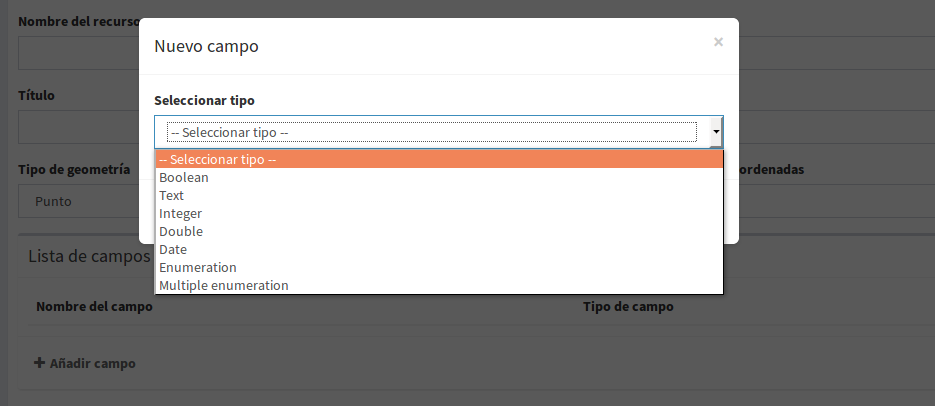 Nombre del recurso
Nuevo campo
×
Seleccionar tipo
Título
-- Seleccionar tipo --
-- Seleccionar tipo --
Boolean
Text
Integer
Double
Date
Enumeration
Multiple enumeration
Tipo de geometría
ordenadas
Punto
Lista de campos
Nombre del campo
Tipo de campo
Añadir campo